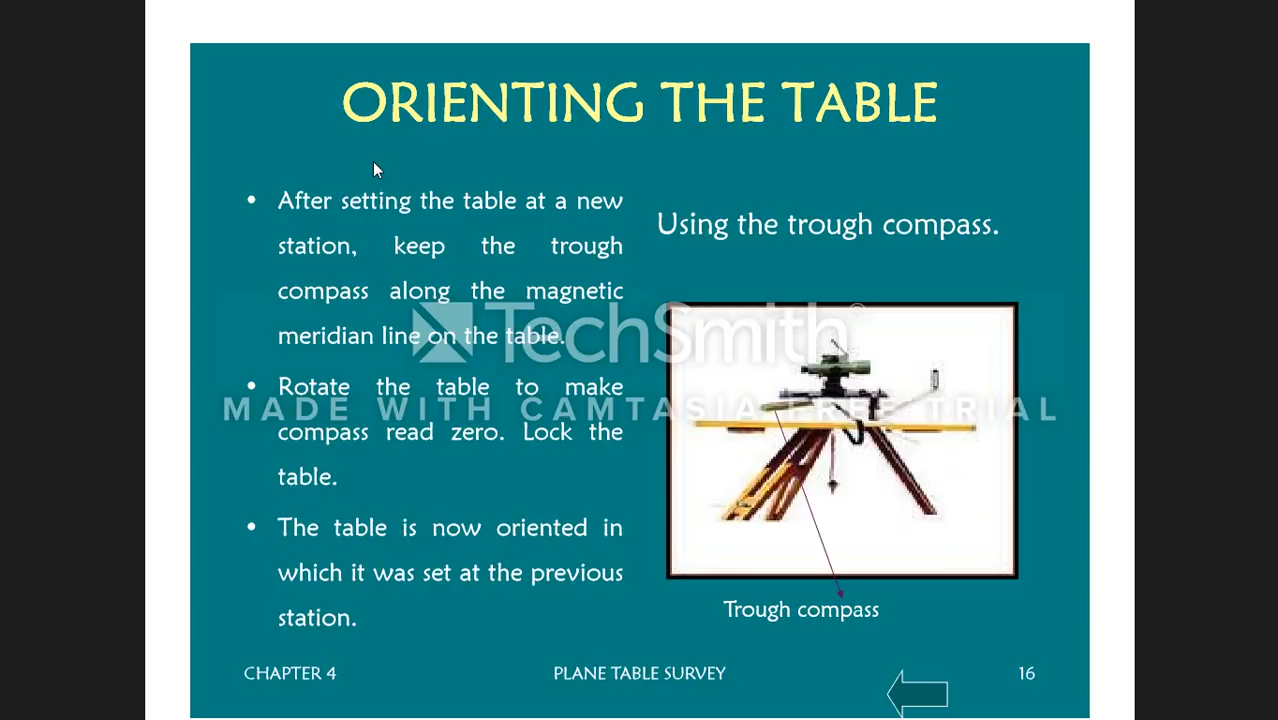 ORIENTING THE TABLE
• After setting the table at a new
station, keep the trough
compass along the magnetic
meridian line on the table.
• Rotate the table to make
compass read zero. Lock the
table.
• The table is now oriented in
which it was set at the previous
station.
Using the trough compass.
TechSmith®
MADE WITH CAMTASIA FREE TRIAL
Trough compass
CHAPTER 4
PLANE TABLE SURVEY
16